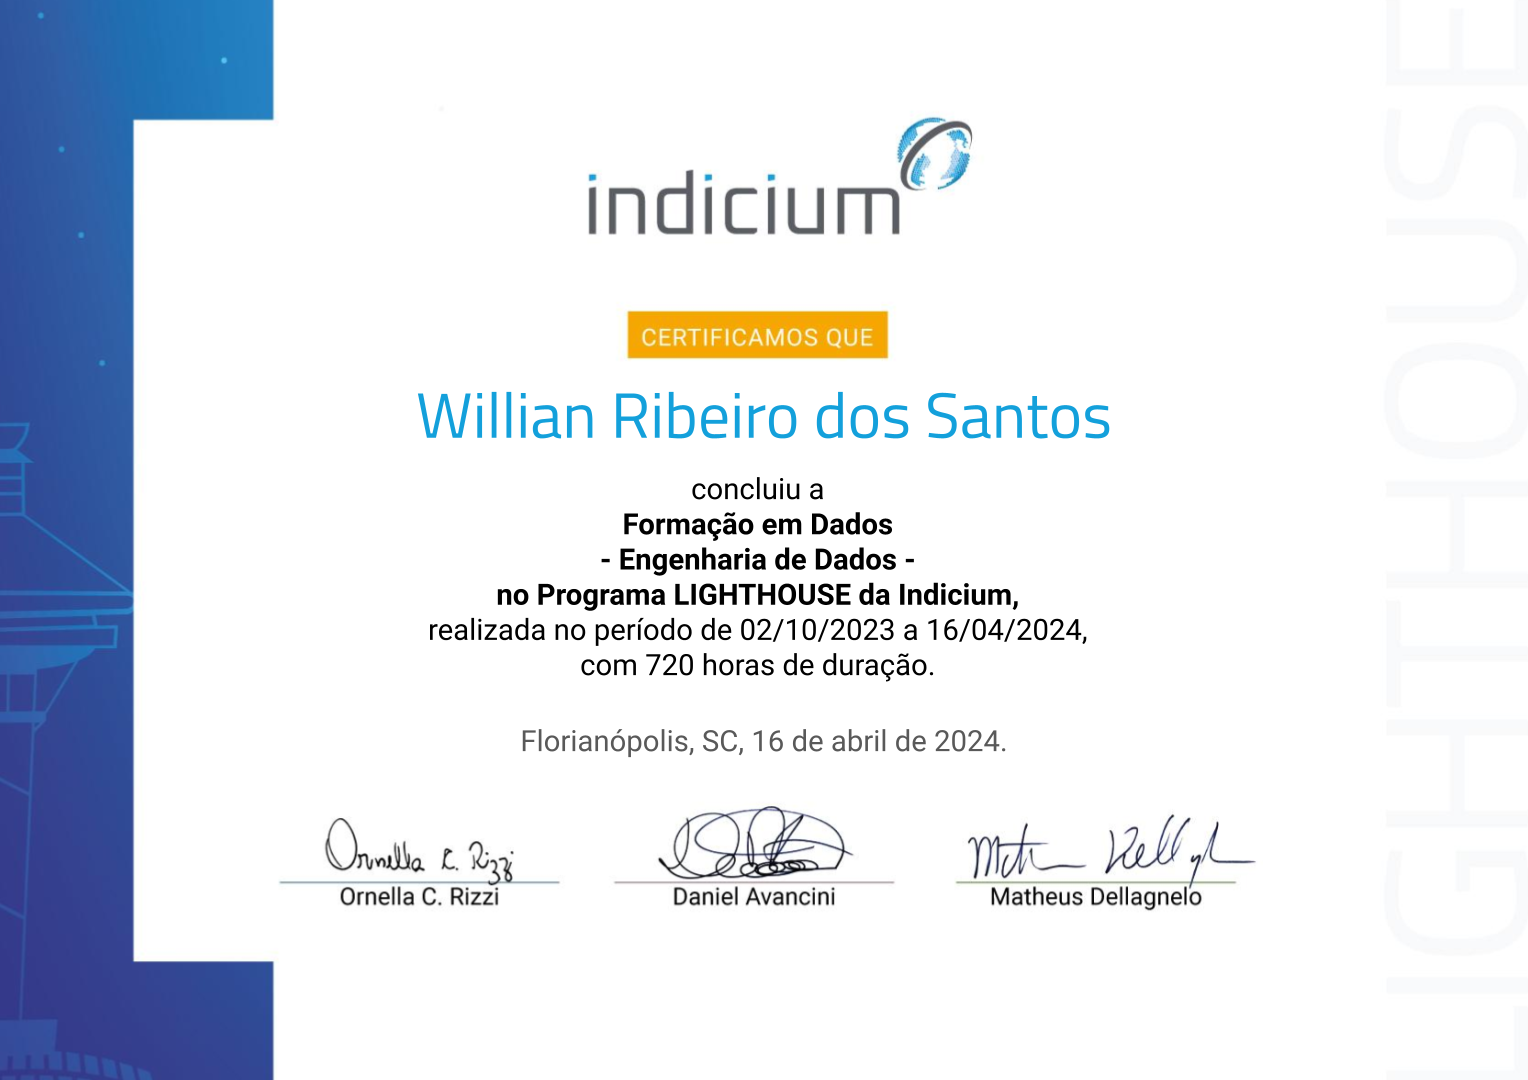 indicium
CERTIFICAMOS QUE
Willian Ribeiro dos Santos
concluiu a
Formação em Dados
- Engenharia de Dados -
no Programa LIGHTHOUSE da Indicium,
realizada no período de 02/10/2023 a 16/04/2024,
com 720 horas de duração.
Florianópolis, SC, 16 de abril de 2024.
Ornella C. Rizzi
Ornella C. Rizzi
Daniel Avancini
Matheus Dellagnelo
LIGHTHOUSE